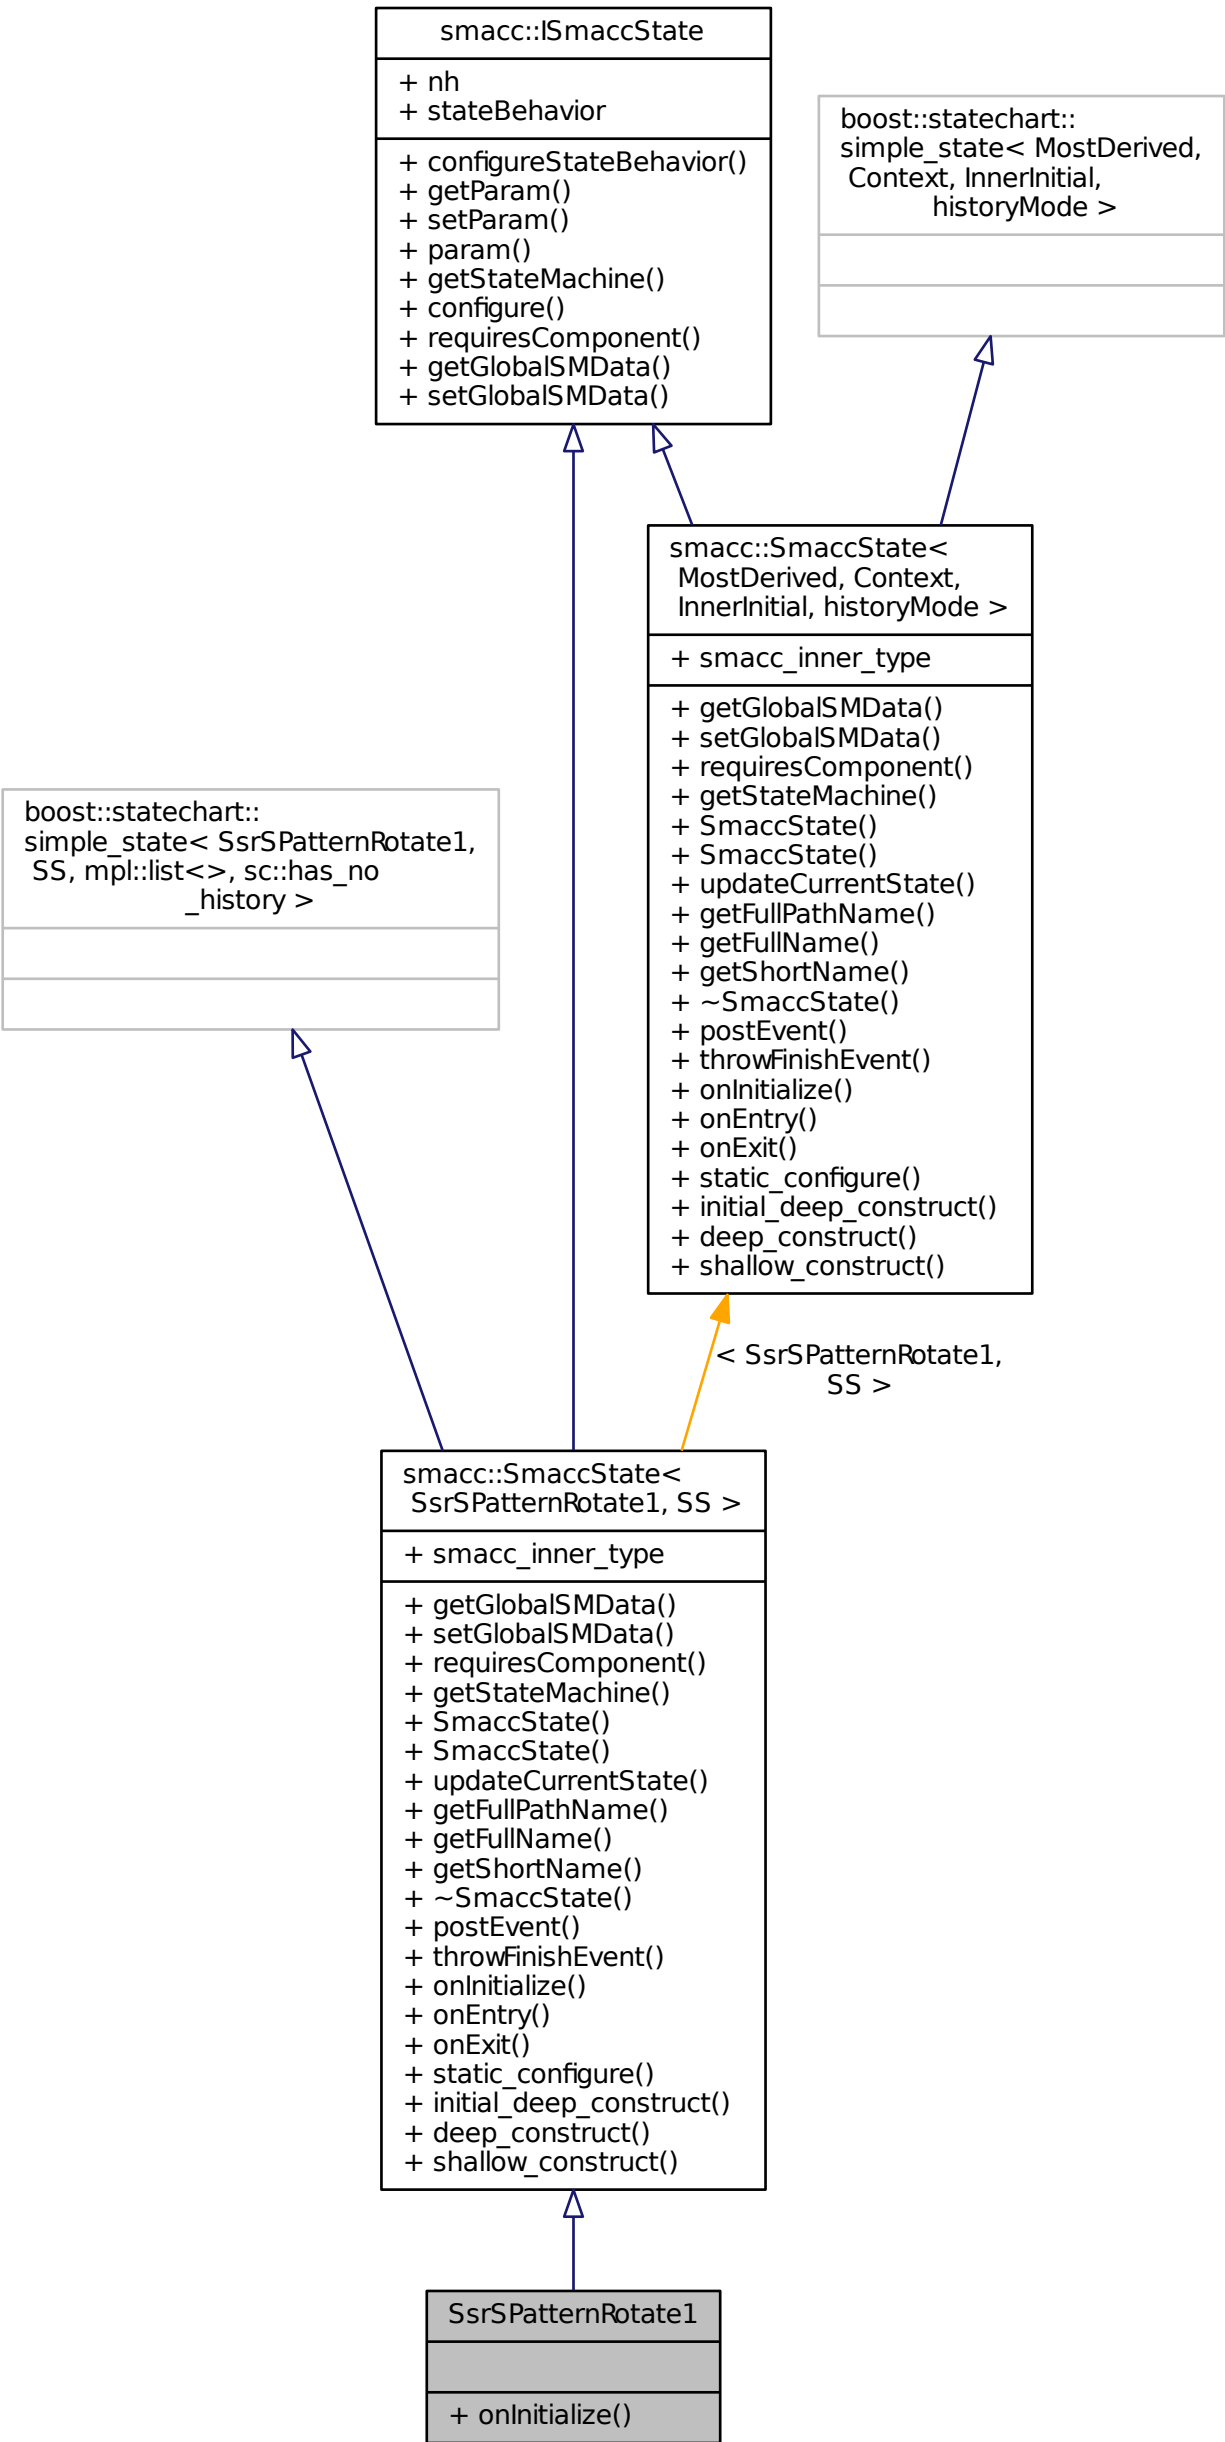 smacc::ISmaccState
+ nh
+ stateBehavior
+ configureStateBehavior()
+ getParam()
+ setParam()
+ param()
+ getStateMachine()
+ configure()
+ requiresComponent()
+ getGlobalSMData()
+ setGlobalSMData()
boost::statechart::
simple_state< MostDerived,
Context, InnerInitial,
historyMode >
smacc::SmaccState<
MostDerived, Context,
InnerInitial, historyMode >
+ smacc_inner_type
+ getGlobalSMData()
+ setGlobalSMData()
+ requiresComponent()
+ getStateMachine()
+ SmaccState()
+ SmaccState()
+ updateCurrentState()
+ getFullPathName()
+ getFullName()
+ getShortName()
+ ~SmaccState()
+ postEvent()
+ throwFinishEvent()
+ onInitialize()
+ onEntry()
+ onExit()
+ static_configure()
+ initial_deep_construct()
+ deep_construct()
+ shallow_construct()
boost::statechart::
simple_state< SsrSPatternRotate1,
SS, mpl::list<>, sc::has_no
_history >
< SsrSPatternRotate1,
SS >
smacc::SmaccState<
SsrSPatternRotate1, SS >
+ smacc_inner_type
+ getGlobalSMData()
+ setGlobalSMData()
+ requiresComponent()
+ getStateMachine()
+ SmaccState()
+ SmaccState()
+ updateCurrentState()
+ getFullPathName()
+ getFullName()
+ getShortName()
+ ~SmaccState()
+ postEvent()
+ throwFinishEvent()
+ onInitialize()
+ onEntry()
+ onExit()
+ static_configure()
+ initial_deep_construct()
+ deep_construct()
+ shallow_construct()
SsrSPatternRotate1
+ onInitialize()